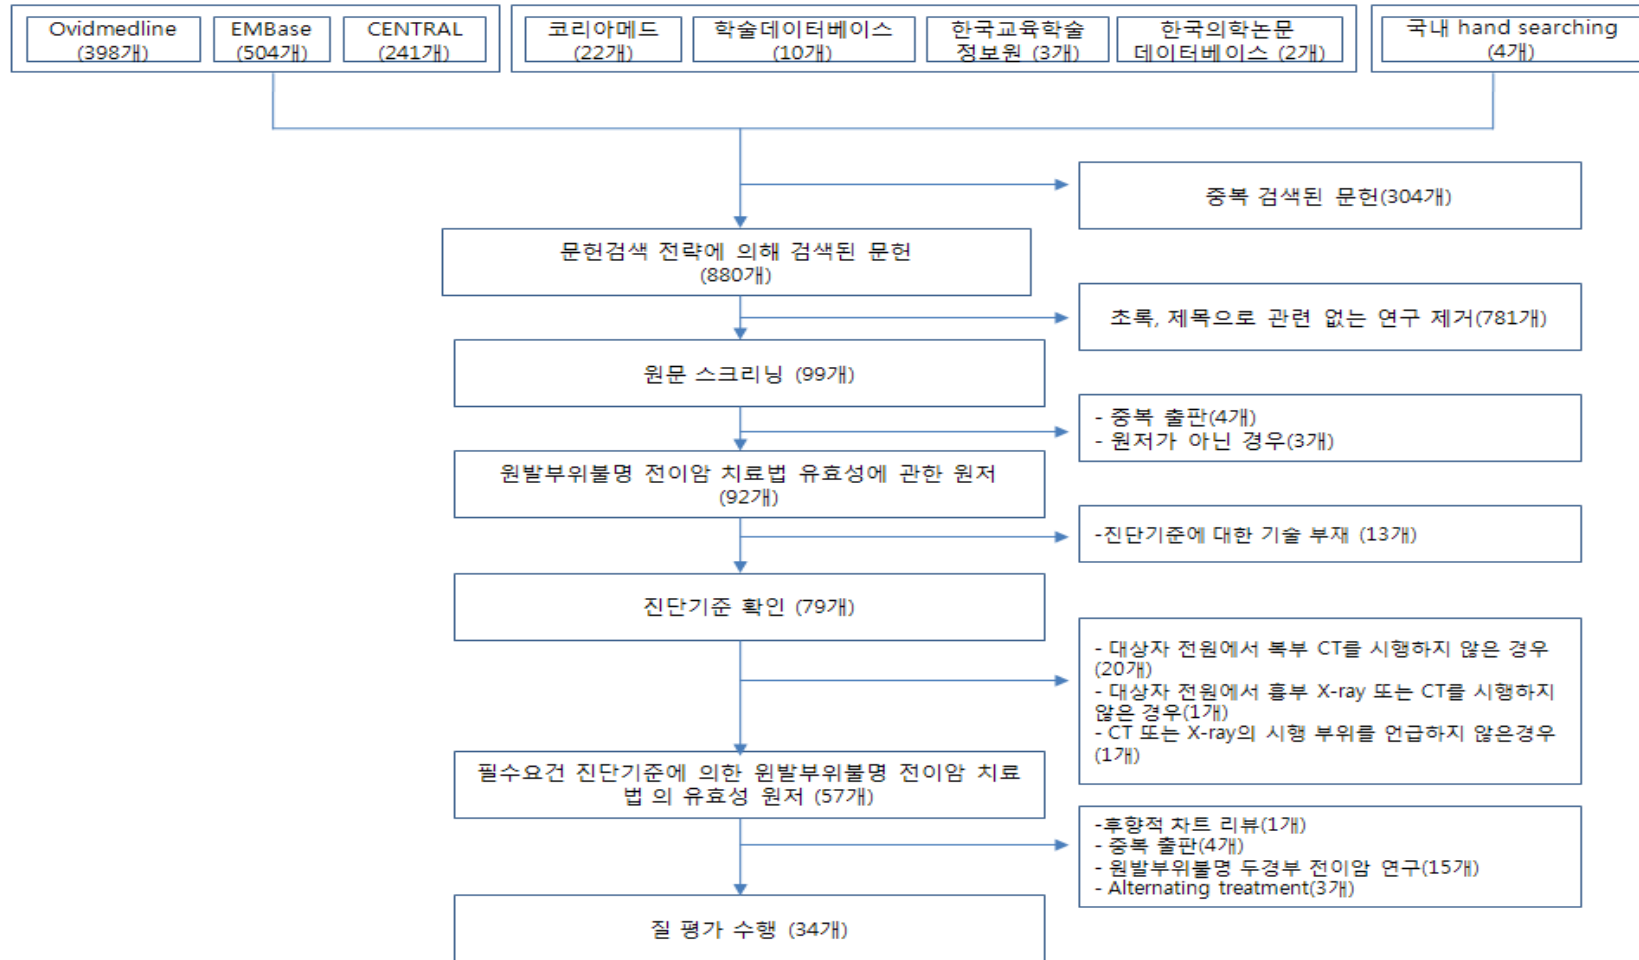 Ovidmedline
(398개)
EMBase
(504개)
CENTRAL
(241개)
코리아메드
(22개)
학술데이터베이스
(10개)
한국교육학술
정보원 (3개)
한국의학논문
데이터베이스 (2개)
국내 hand searching
(4개)
중복 검색된 문헌(304개)
문헌검색 전략에 의해 검색된 문헌
(880개)
초록, 제목으로 관련 없는 연구 제거(781개)
원문 스크리닝 (99개)
- 중복 출판(4개)
- 원저가 아닌 경우(3개)
원발부위불명 전이암 치료법 유효성에 관한 원저
(92개)
-진단기준에 대한 기술 부재 (13개)
진단기준 확인 (79개)
- 대상자 전원에서 복부 CT를 시행하지 않은 경우
(20개)
- 대상자 전원에서 흉부 X-ray 또는 CT를 시행하지
않은 경우(1개)
- CT 또는 X-ray의 시행 부위를 언급하지 않은경우
(1개)
필수요건 진단기준에 의한 원발부위불명 전이암 치료
법 의 유효성 원저 (57개)
-후향적 차트 리뷰(1개)
- 중복 출판(4개)
- 원발부위불명 두경부 전이암 연구(15개)
- Alternating treatment(3개)
질 평가 수행 (34개)